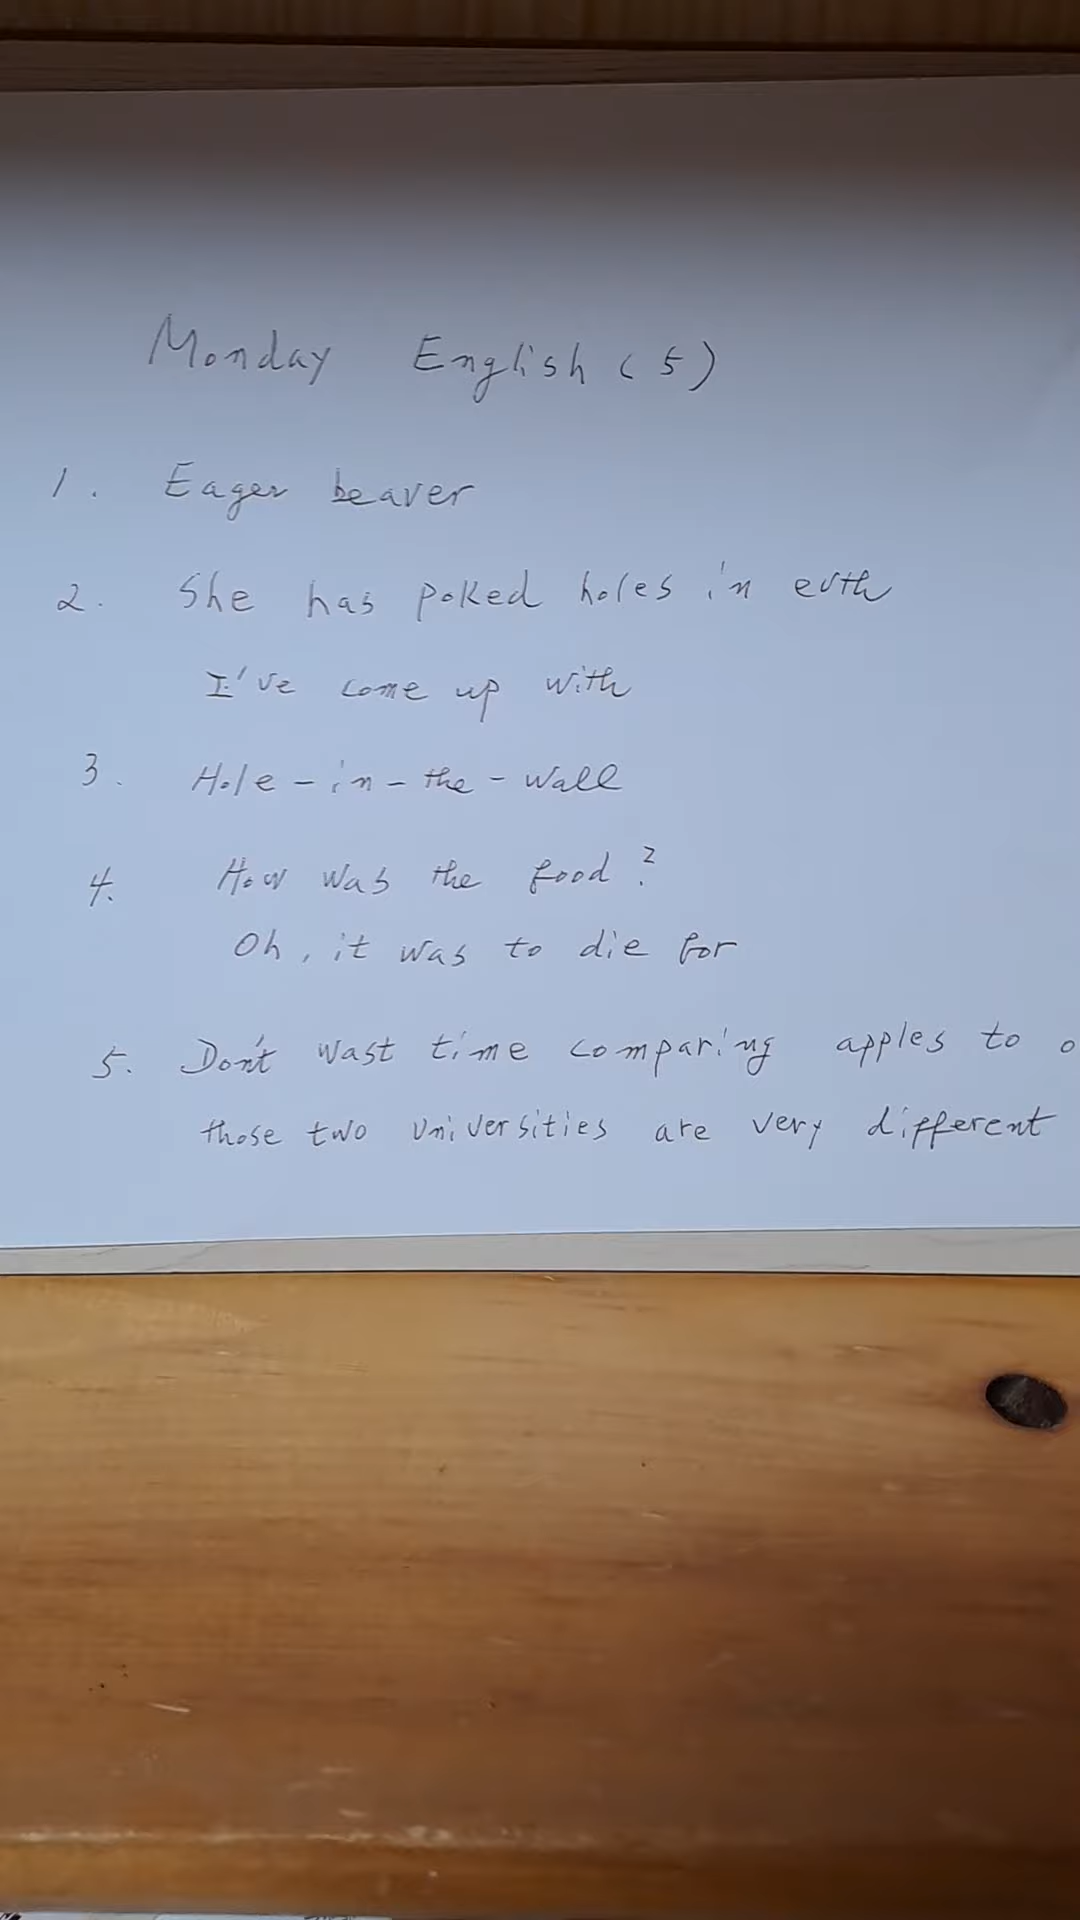 Monday English (5)
1. Eager beaver
2. She has poked holes in evth
I've come up with
3. Hole-in-the-wall
4. How was the food?
Oh, it was to die for
5. Don't wast time comparing apples to o
those two universities are very different